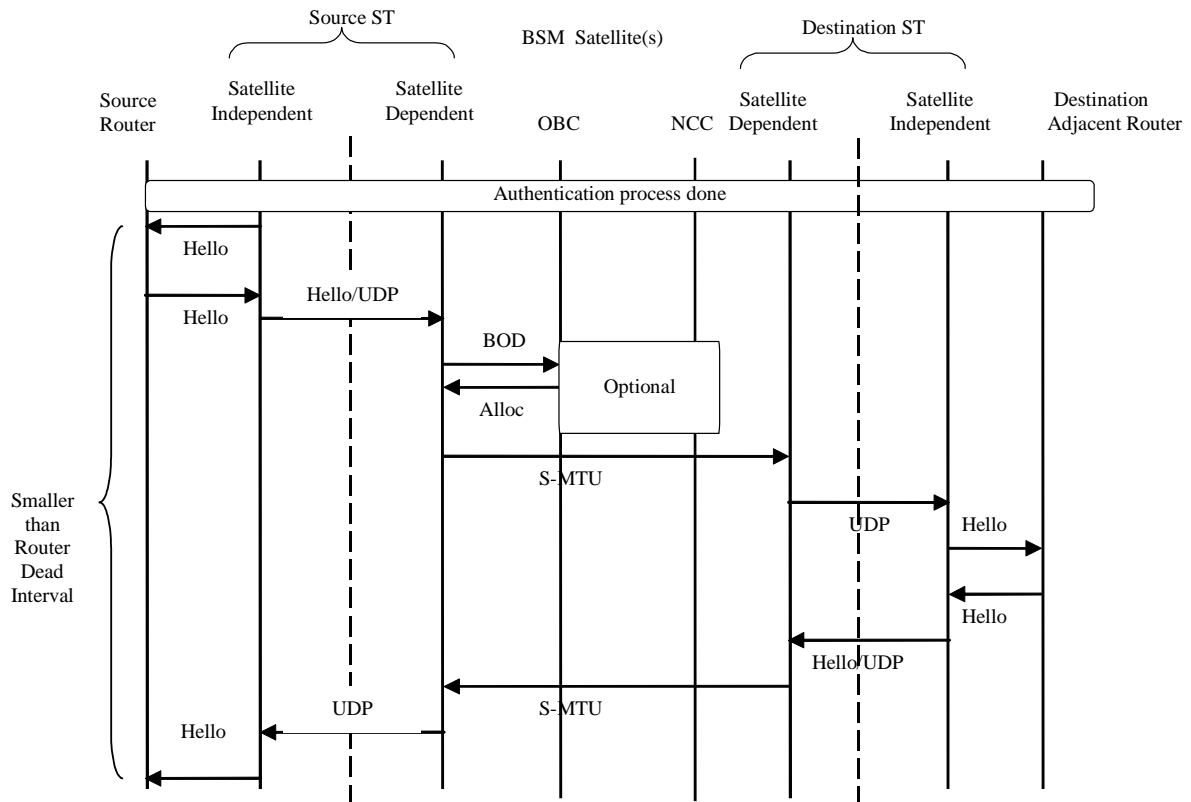 Source ST
BSM Satellite(s)
Destination ST
Source
Router
Satellite
Independent
Satellite
Dependent
OBC
NCC
Satellite
Dependent
Satellite
Independent
Destination
Adjacent Router
Authentication process done
Hello
Hello
Hello/UDP
BOD
Optional
Alloc
S-MTU
UDP
Hello
Smaller
than
Router
Dead
Interval
Hello
Hello/UDP
S-MTU
UDP
Hello